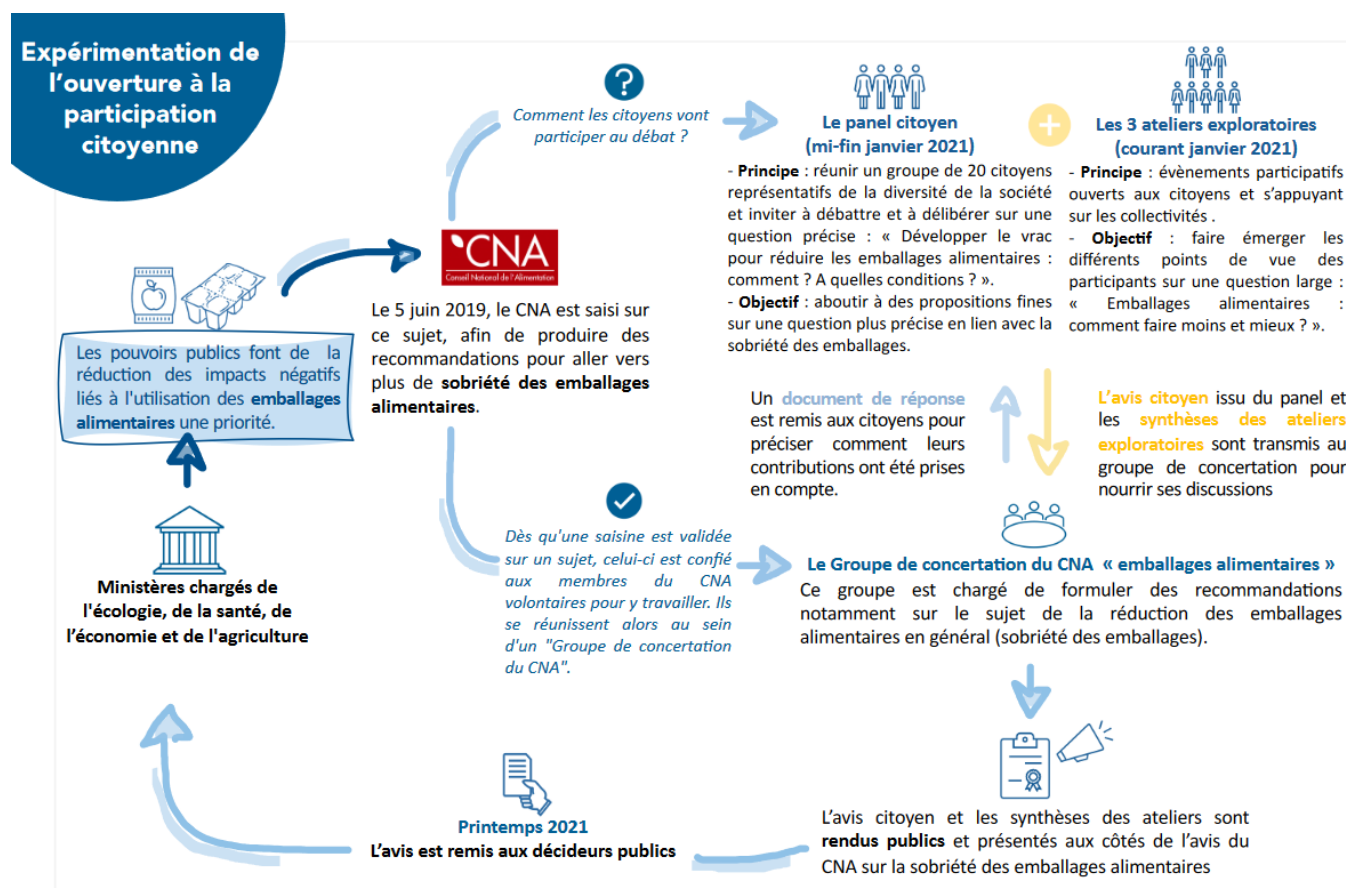 Expérimentation de
l'ouverture à la
participation
citoyenne
?
Comment les citoyens vont
participer au débat ?
Le panel citoyen
(mi-fin janvier 2021)
- Principe : réunir un groupe de 20 citoyens
représentatifs de la diversité de la société
et inviter à débattre et à délibérer sur une
question précise : « Développer le vrac
pour réduire les emballages alimentaires :
comment ? A quelles conditions ? ».
- Objectif : aboutir à des propositions fines
sur une question plus précise en lien avec la
sobriété des emballages.
+
Les 3 ateliers exploratoires
(courant janvier 2021)
- Principe : évènements participatifs
ouverts aux citoyens et s'appuyant
sur les collectivités .
- Objectif : faire émerger les
différents points de vue des
participants sur une question large :
« Emballages alimentaires :
comment faire moins et mieux ? ».
CNA
Conseil National de l'Alimentation
Le 5 juin 2019, le CNA est saisi sur
ce sujet, afin de produire des
recommandations pour aller vers
plus de sobriété des emballages
alimentaires.
Les pouvoirs publics font de la
réduction des impacts négatifs
liés à l'utilisation des emballages
alimentaires une priorité.
Ministères chargés de
l'écologie, de la santé, de
l'économie et de l'agriculture
Un document de réponse
est remis aux citoyens pour
préciser comment leurs
contributions ont été prises
en compte.
L'avis citoyen issu du panel et
les synthèses des ateliers
exploratoires sont transmis au
groupe de concertation pour
nourrir ses discussions
Dès qu'une saisine est validée
sur un sujet, celui-ci est confié
aux membres du CNA
volontaires pour y travailler. Ils
se réunissent alors au sein
d'un "Groupe de concertation
du CNA".
Le Groupe de concertation du CNA « emballages alimentaires »
Ce groupe est chargé de formuler des recommandations
notamment sur le sujet de la réduction des emballages
alimentaires en général (sobriété des emballages).
L'avis citoyen et les synthèses des ateliers sont
rendus publics et présentés aux côtés de l'avis du
CNA sur la sobriété des emballages alimentaires
Printemps 2021
L'avis est remis aux décideurs publics